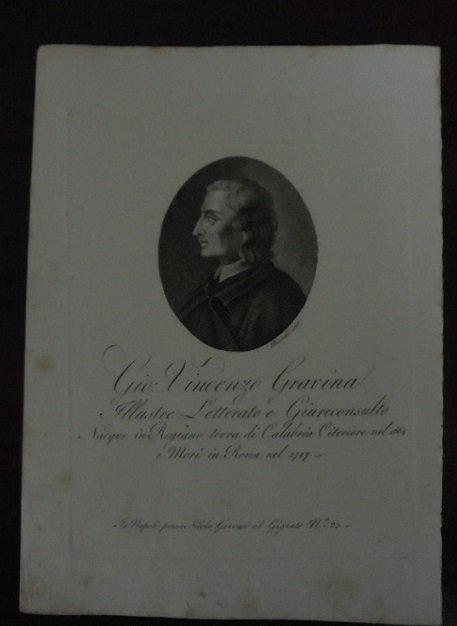 Gio: Vincenzo Gravina
Illustre Letterato e Giureconsulto
Nacque in Rogiano terra di Calabria Citeriore nel 1664
e Morì in Roma nel 1717
In Napoli presso Nicola Gervasi al Gigante N.º 23